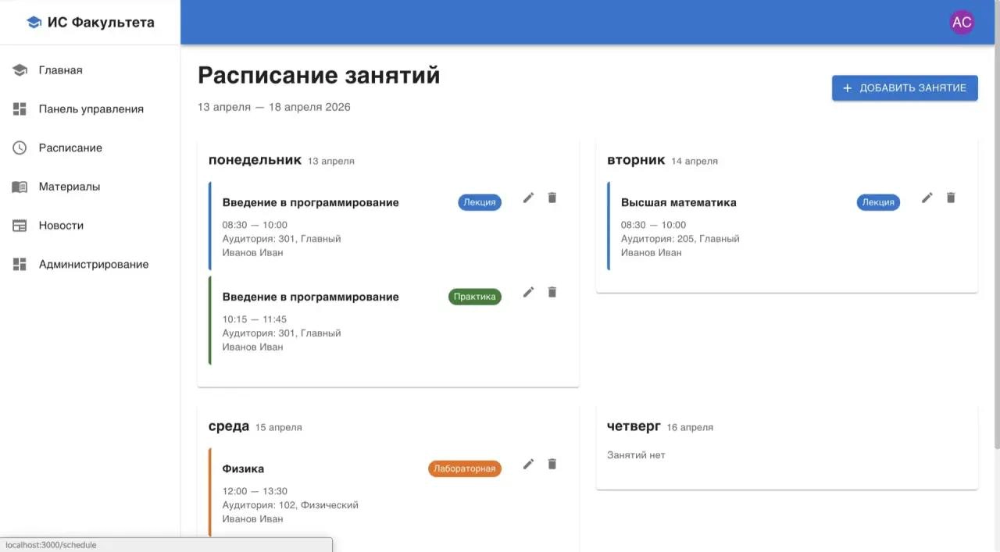 ИС Факультета
АС
Главная
Панель управления
Расписание
Материалы
Новости
Администрирование
Расписание занятий
13 апреля — 18 апреля 2026
+ ДОБАВИТЬ ЗАНЯТИЕ
понедельник 13 апреля
Введение в программирование Лекция
08:30 — 10:00
Аудитория: 301, Главный
Иванов Иван
Введение в программирование Практика
10:15 — 11:45
Аудитория: 301, Главный
Иванов Иван
вторник 14 апреля
Высшая математика Лекция
08:30 — 10:00
Аудитория: 205, Главный
Иванов Иван
среда 15 апреля
Физика Лабораторная
12:00 — 13:30
Аудитория: 102, Физический
Иванов Иван
четверг 16 апреля
Занятий нет
localhost:3000/schedule